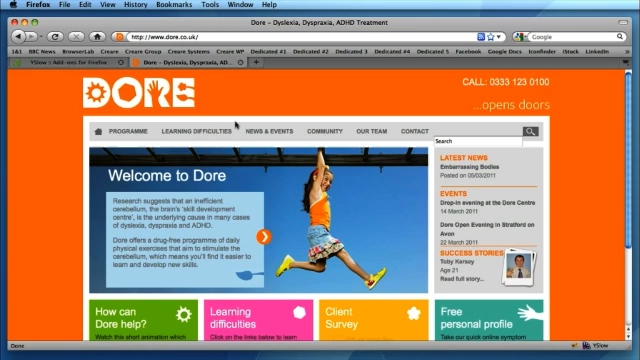 Firefox File Edit View History Bookmarks Tools Window Help
Dore – Dyslexia, Dyspraxia, ADHD Treatment
http://www.dore.co.uk/
Google
1&1 BBC News BrowserLab Creare Creare Group Creare Systems Creare WP Dedicated #1 Dedicated #2 Dedicated #3 Dedicated #4 Dedicated 5 Facebook Google Docs Iconfinder iStock LinkedIn
YSlow :: Add-ons for Firefox
Dore – Dyslexia, Dyspraxia, AD...
DORE
CALL: 0333 123 0100
...opens doors
PROGRAMME LEARNING DIFFICULTIES NEWS & EVENTS COMMUNITY OUR TEAM CONTACT
Search
Welcome to Dore
Research suggests that an inefficient
cerebellum, the brain's 'skill development
centre', is the underlying cause in many cases
of dyslexia, dyspraxia and ADHD.
Dore offers a drug-free programme of daily
physical exercises that aim to stimulate the
cerebellum, which means you'll find it easier to
learn and develop new skills.
LATEST NEWS
Embarrassing Bodies
Posted on 05/03/2011
EVENTS
Drop-in evening at the Dore Centre
14 March 2011
Dore Open Evening in Stratford on
Avon
22 March 2011
SUCCESS STORIES
Toby Kersey
Age 21
Read full story...
How can
Dore help?
Watch this short animation which
Learning
difficulties
Click on the links below to learn
Client
Survey
Free
personal profile
Take our quick online symptom
Done
YSlow